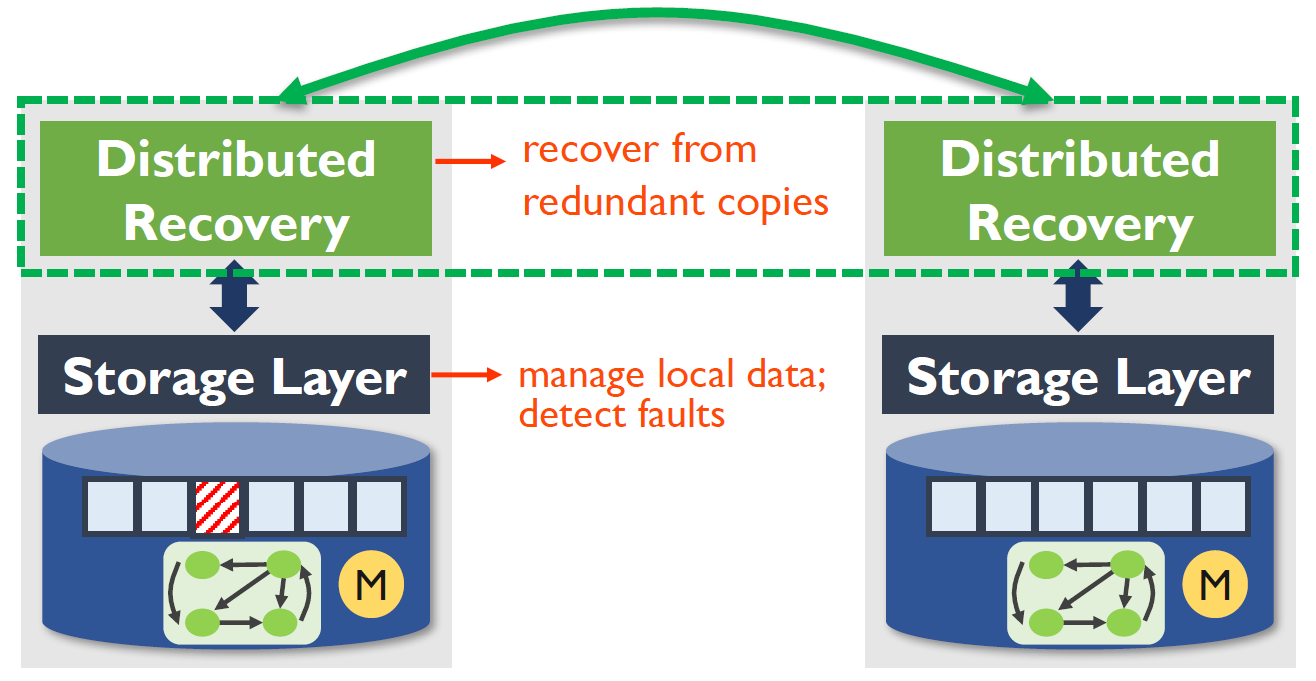 Distributed
Recovery
recover from
redundant copies
Distributed
Recovery
Storage Layer
manage local data;
detect faults
Storage Layer
M
M